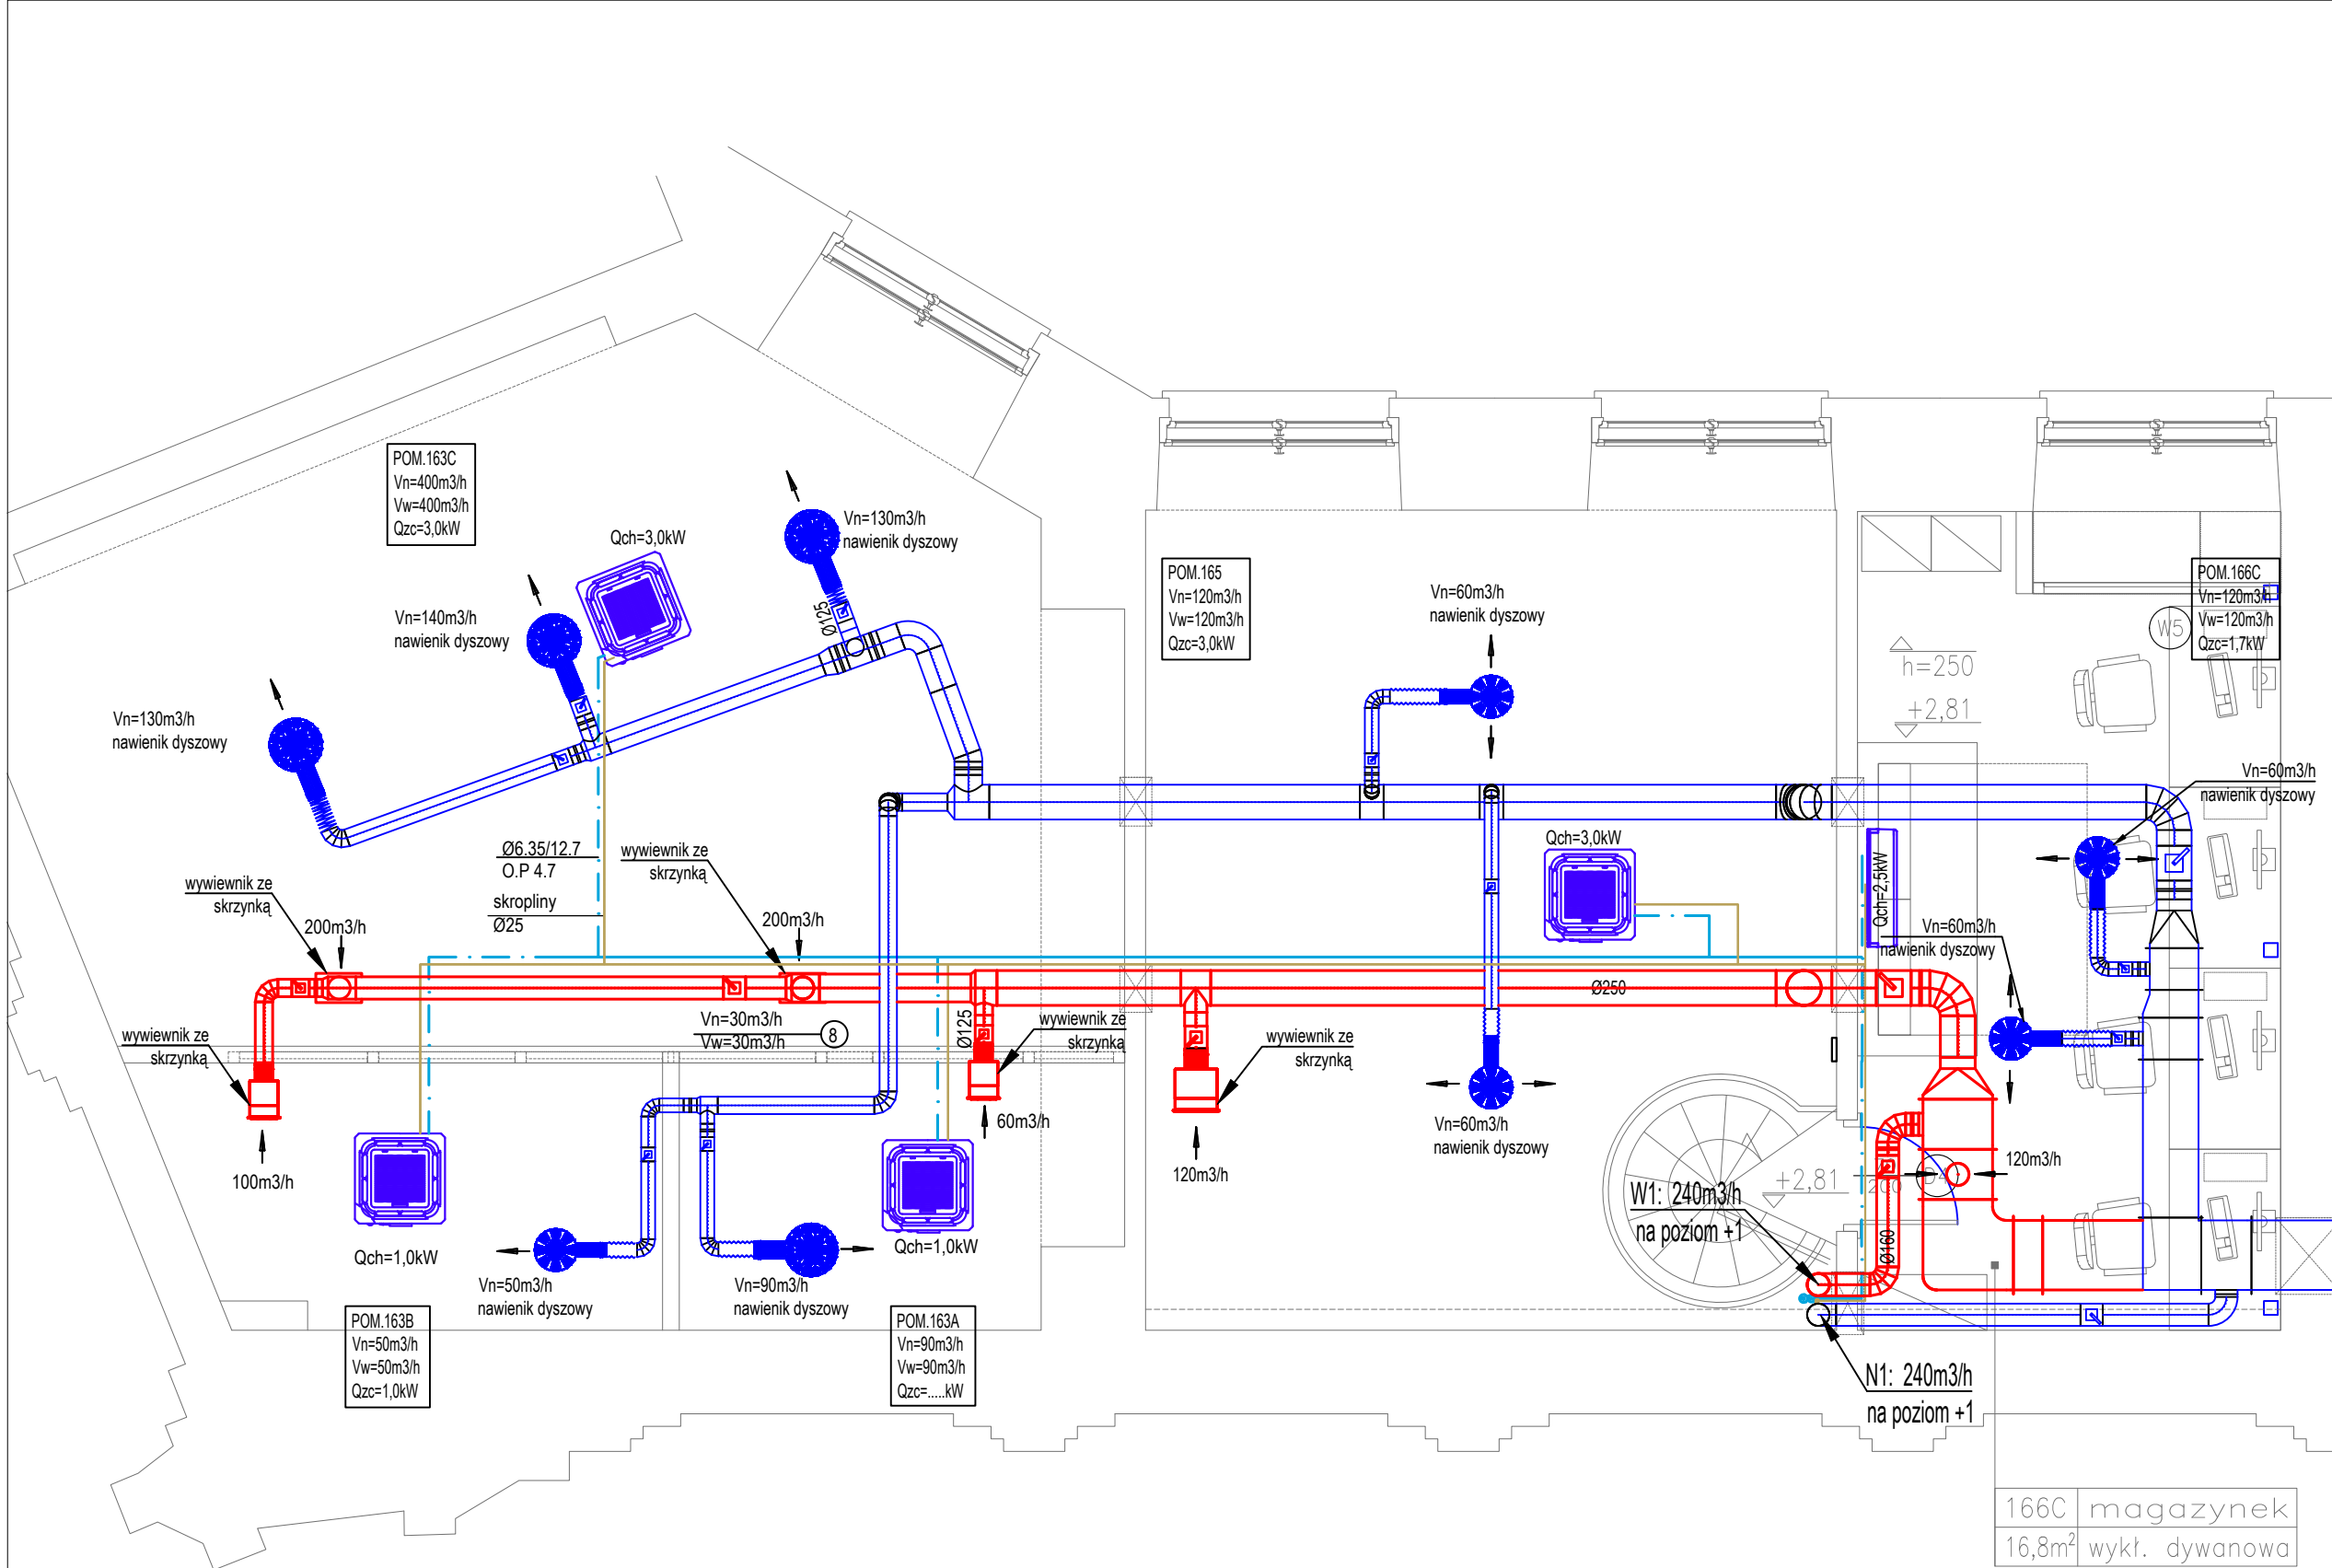 POM.163C
Vn=400m3/h
Vw=400m3/h
Qzc=3,0kW
Qch=3,0kW
Vn=130m3/h
nawienik dyszowy
Ø125
Vn=140m3/h
nawienik dyszowy
Vn=130m3/h
nawienik dyszowy
POM.165
Vn=120m3/h
Vw=120m3/h
Qzc=3,0kW
Vn=60m3/h
nawienik dyszowy
POM.166C
Vn=120m3/h
Vw=120m3/h
Qzc=1,7kW
W5
h=250
+2,81
Vn=60m3/h
nawienik dyszowy
Ø6.35/12.7
O.P 4.7
skropliny
Ø25
wywiewnik ze
skrzynką
200m3/h
wywiewnik ze
skrzynką
200m3/h
Qch=3,0kW
Qch=2,5kW
Vn=60m3/h
nawienik dyszowy
Ø250
wywiewnik ze
skrzynką
Vn=30m3/h
Vw=30m3/h
8
Ø125
wywiewnik ze
skrzynką
wywiewnik ze
skrzynką
100m3/h
60m3/h
120m3/h
Vn=60m3/h
nawienik dyszowy
120m3/h
+2,81
200
W1: 240m3/h
na poziom +1
Ø160
Qch=1,0kW
Qch=1,0kW
Vn=50m3/h
nawienik dyszowy
Vn=90m3/h
nawienik dyszowy
POM.163B
Vn=50m3/h
Vw=50m3/h
Qzc=1,0kW
POM.163A
Vn=90m3/h
Vw=90m3/h
Qzc=.....kW
N1: 240m3/h
na poziom +1
166C magazynek
16,8m² wykł. dywanowa